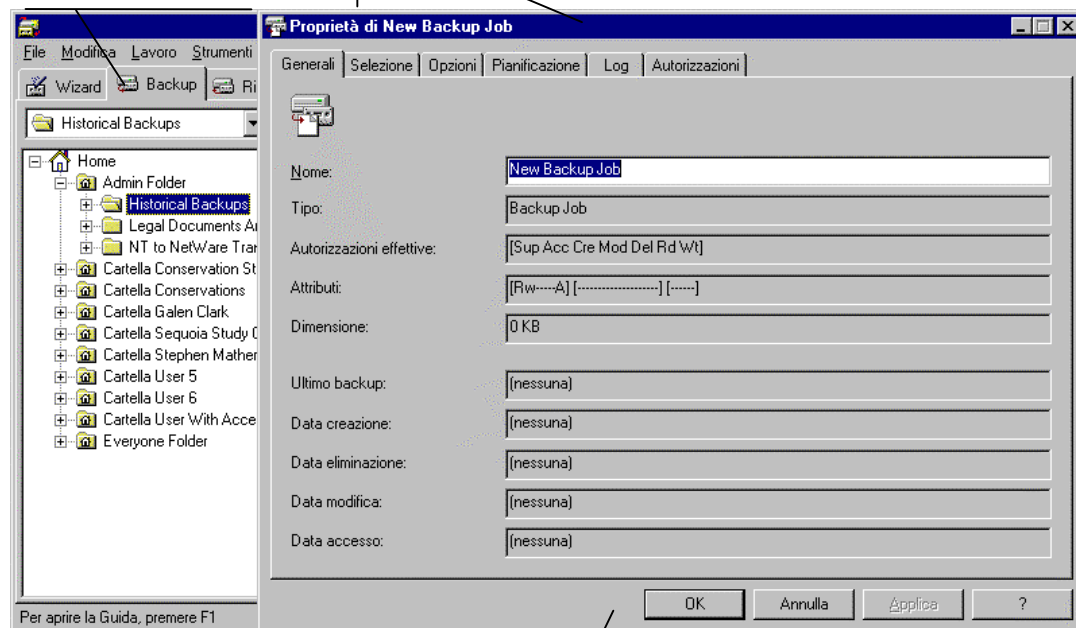 File Modifica Lavoro Strumenti
Wizard Backup Ri
Historical Backups
Home
Admin Folder
Historical Backups
Legal Documents
NT to NetWare
Cartella Conservation
Cartella Conservations
Cartella Galen Clark
Cartella Sequoia Study
Cartella Stephen Mather
Cartella User 5
Cartella User 6
Cartella User With
Everyone Folder
Per aprire la Guida, premere F1
Proprietà di New Backup Job
Generali Selezione Opzioni Pianificazione Log Autorizzazioni
Nome: New Backup Job
Tipo: Backup Job
Autorizzazioni effettive: [Sup Acc Cre Mod Del Rd Wt]
Attributi: [Rw-----A] [--------------------] [------]
Dimensione: 0 KB
Ultimo backup: (nessuna)
Data creazione: (nessuna)
Data eliminazione: (nessuna)
Data modifica: (nessuna)
Data accesso: (nessuna)
OK Annulla Applica ?